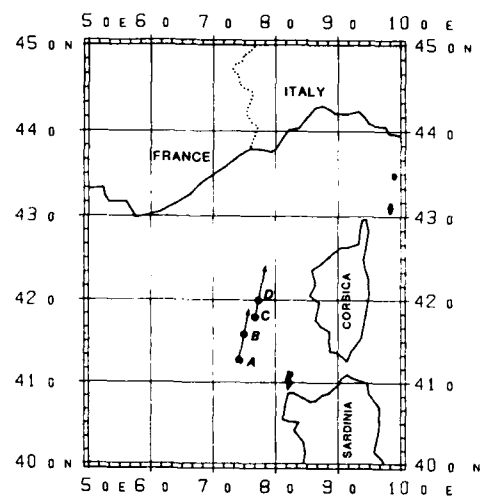 5 0 E 6 0 7 0 8 0 9 0 10 0 E
45 0 N 45 0 N
ITALY
44 0 44 0
FRANCE
43 0 43 0
42 0 D 42 0
C
CORSICA
B
A
41 0 41 0
SARDINIA
40 0 N 40 0 N
5 0 E 6 0 7 0 8 0 9 0 10 0 E